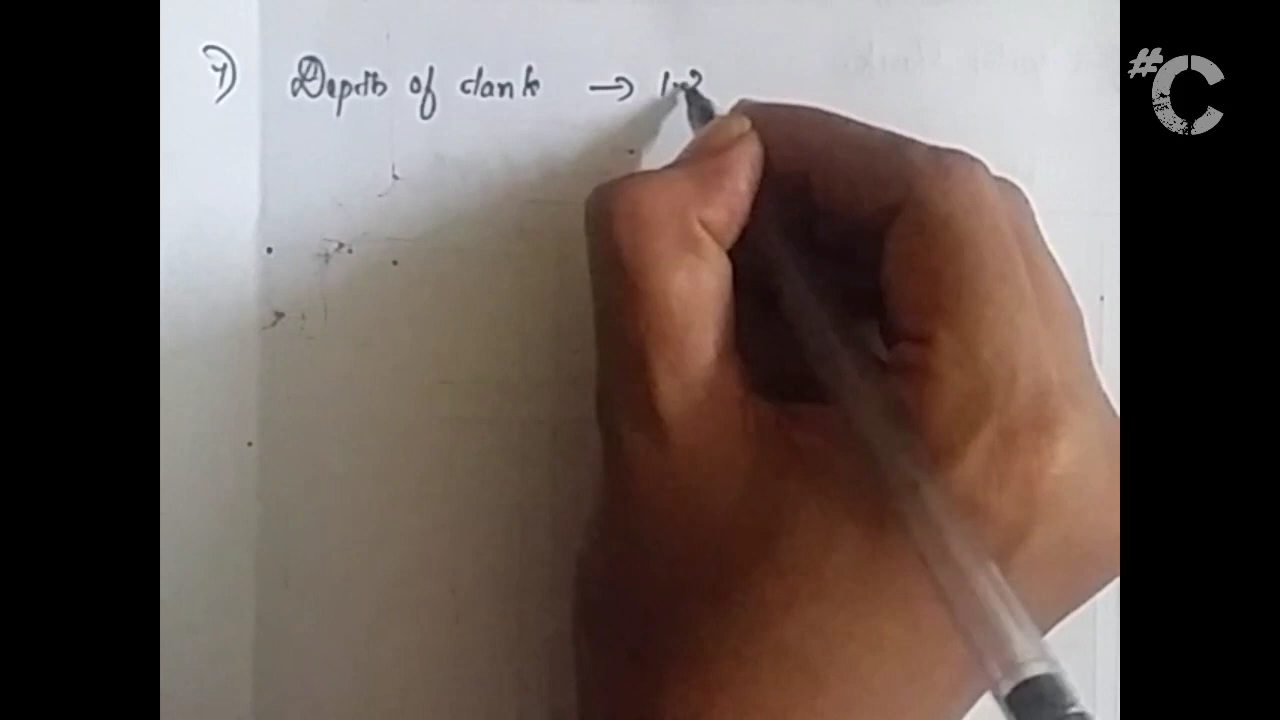 7) Depth of clank →
#C